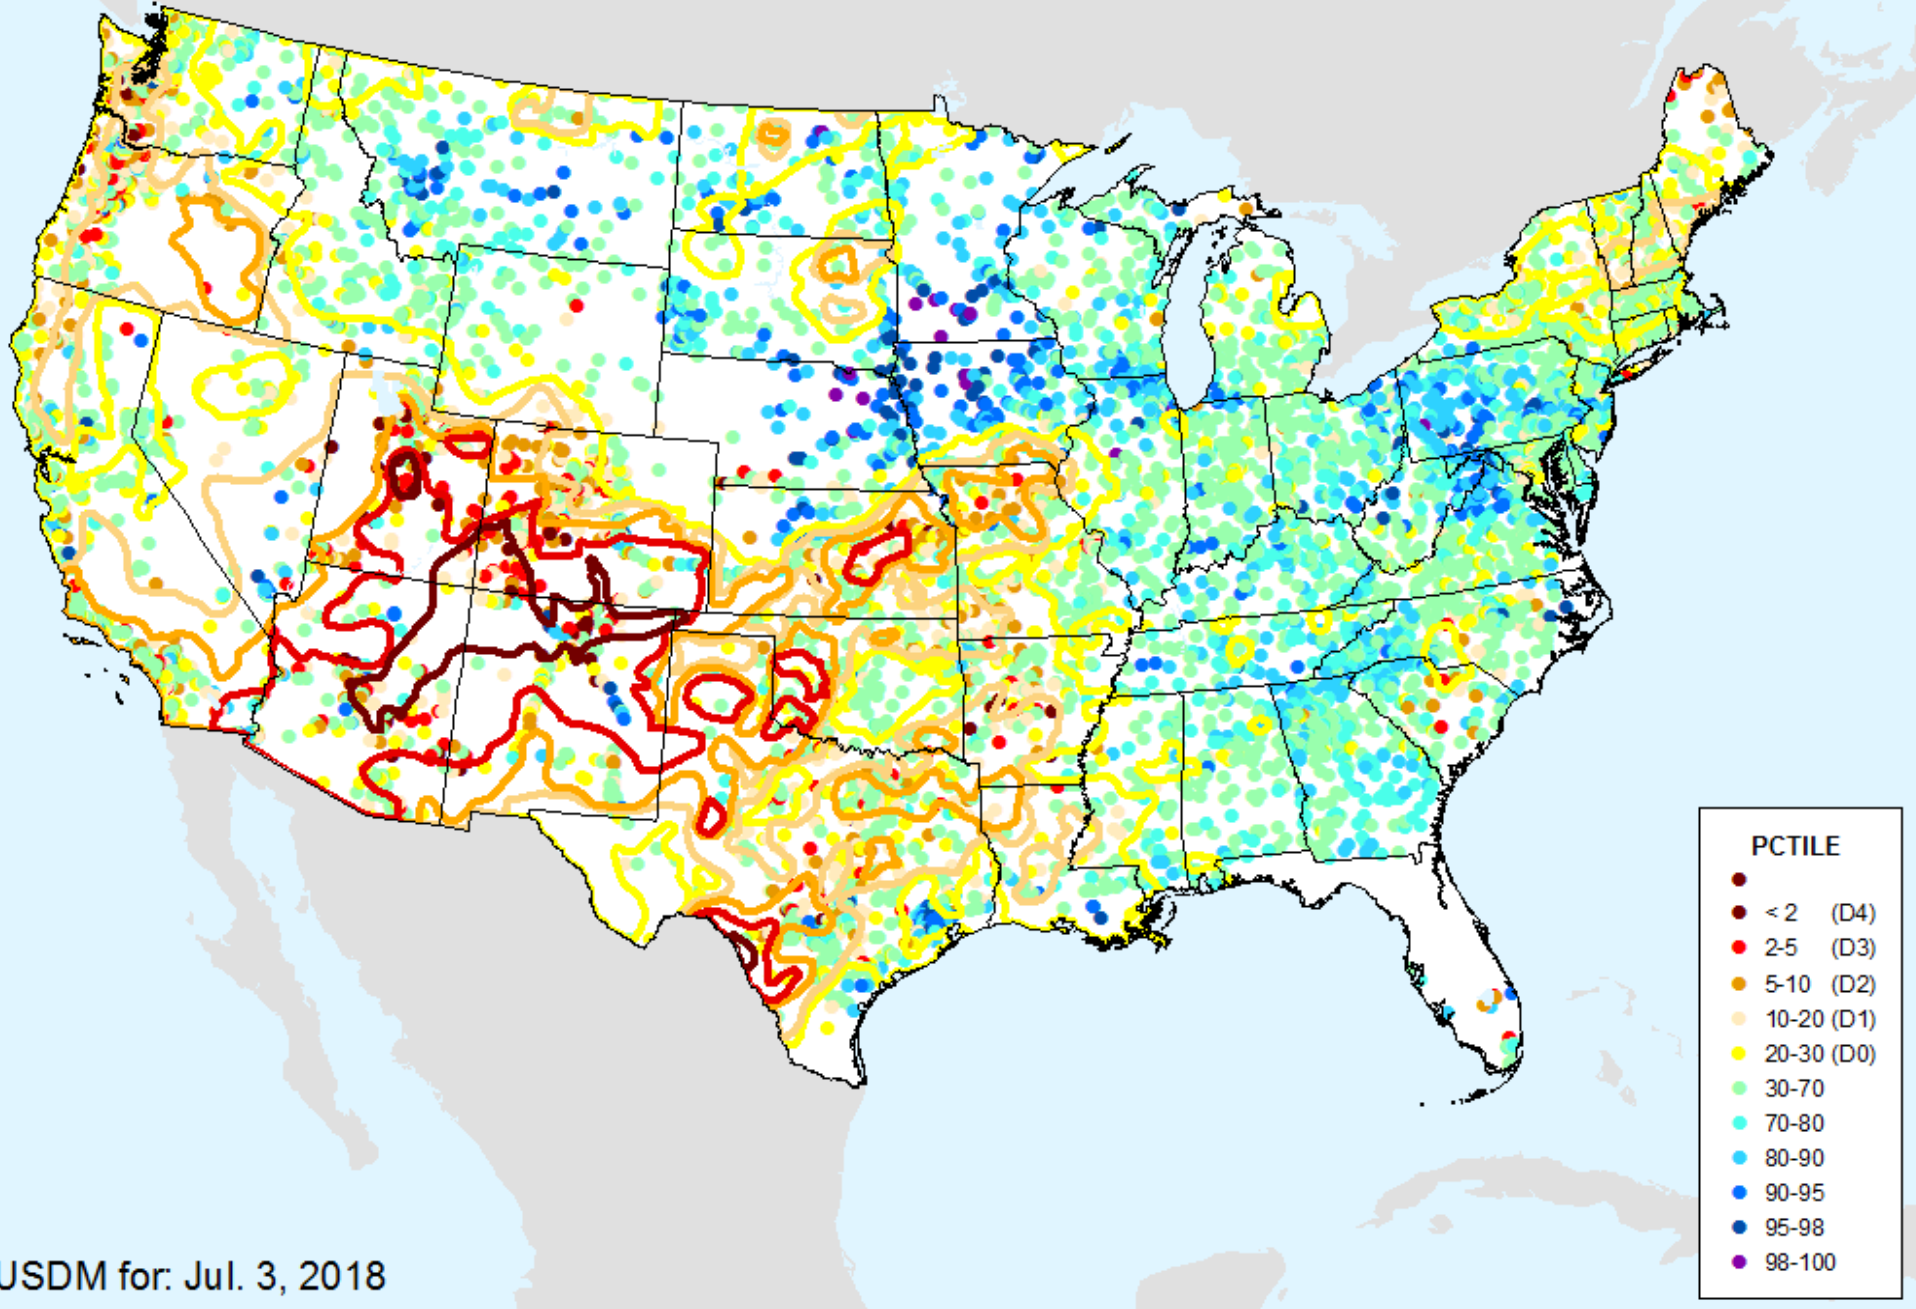 PCTILE
< 2 (D4)
2-5 (D3)
5-10 (D2)
10-20 (D1)
20-30 (D0)
30-70
70-80
80-90
90-95
95-98
98-100
USDM for: Jul. 3, 2018